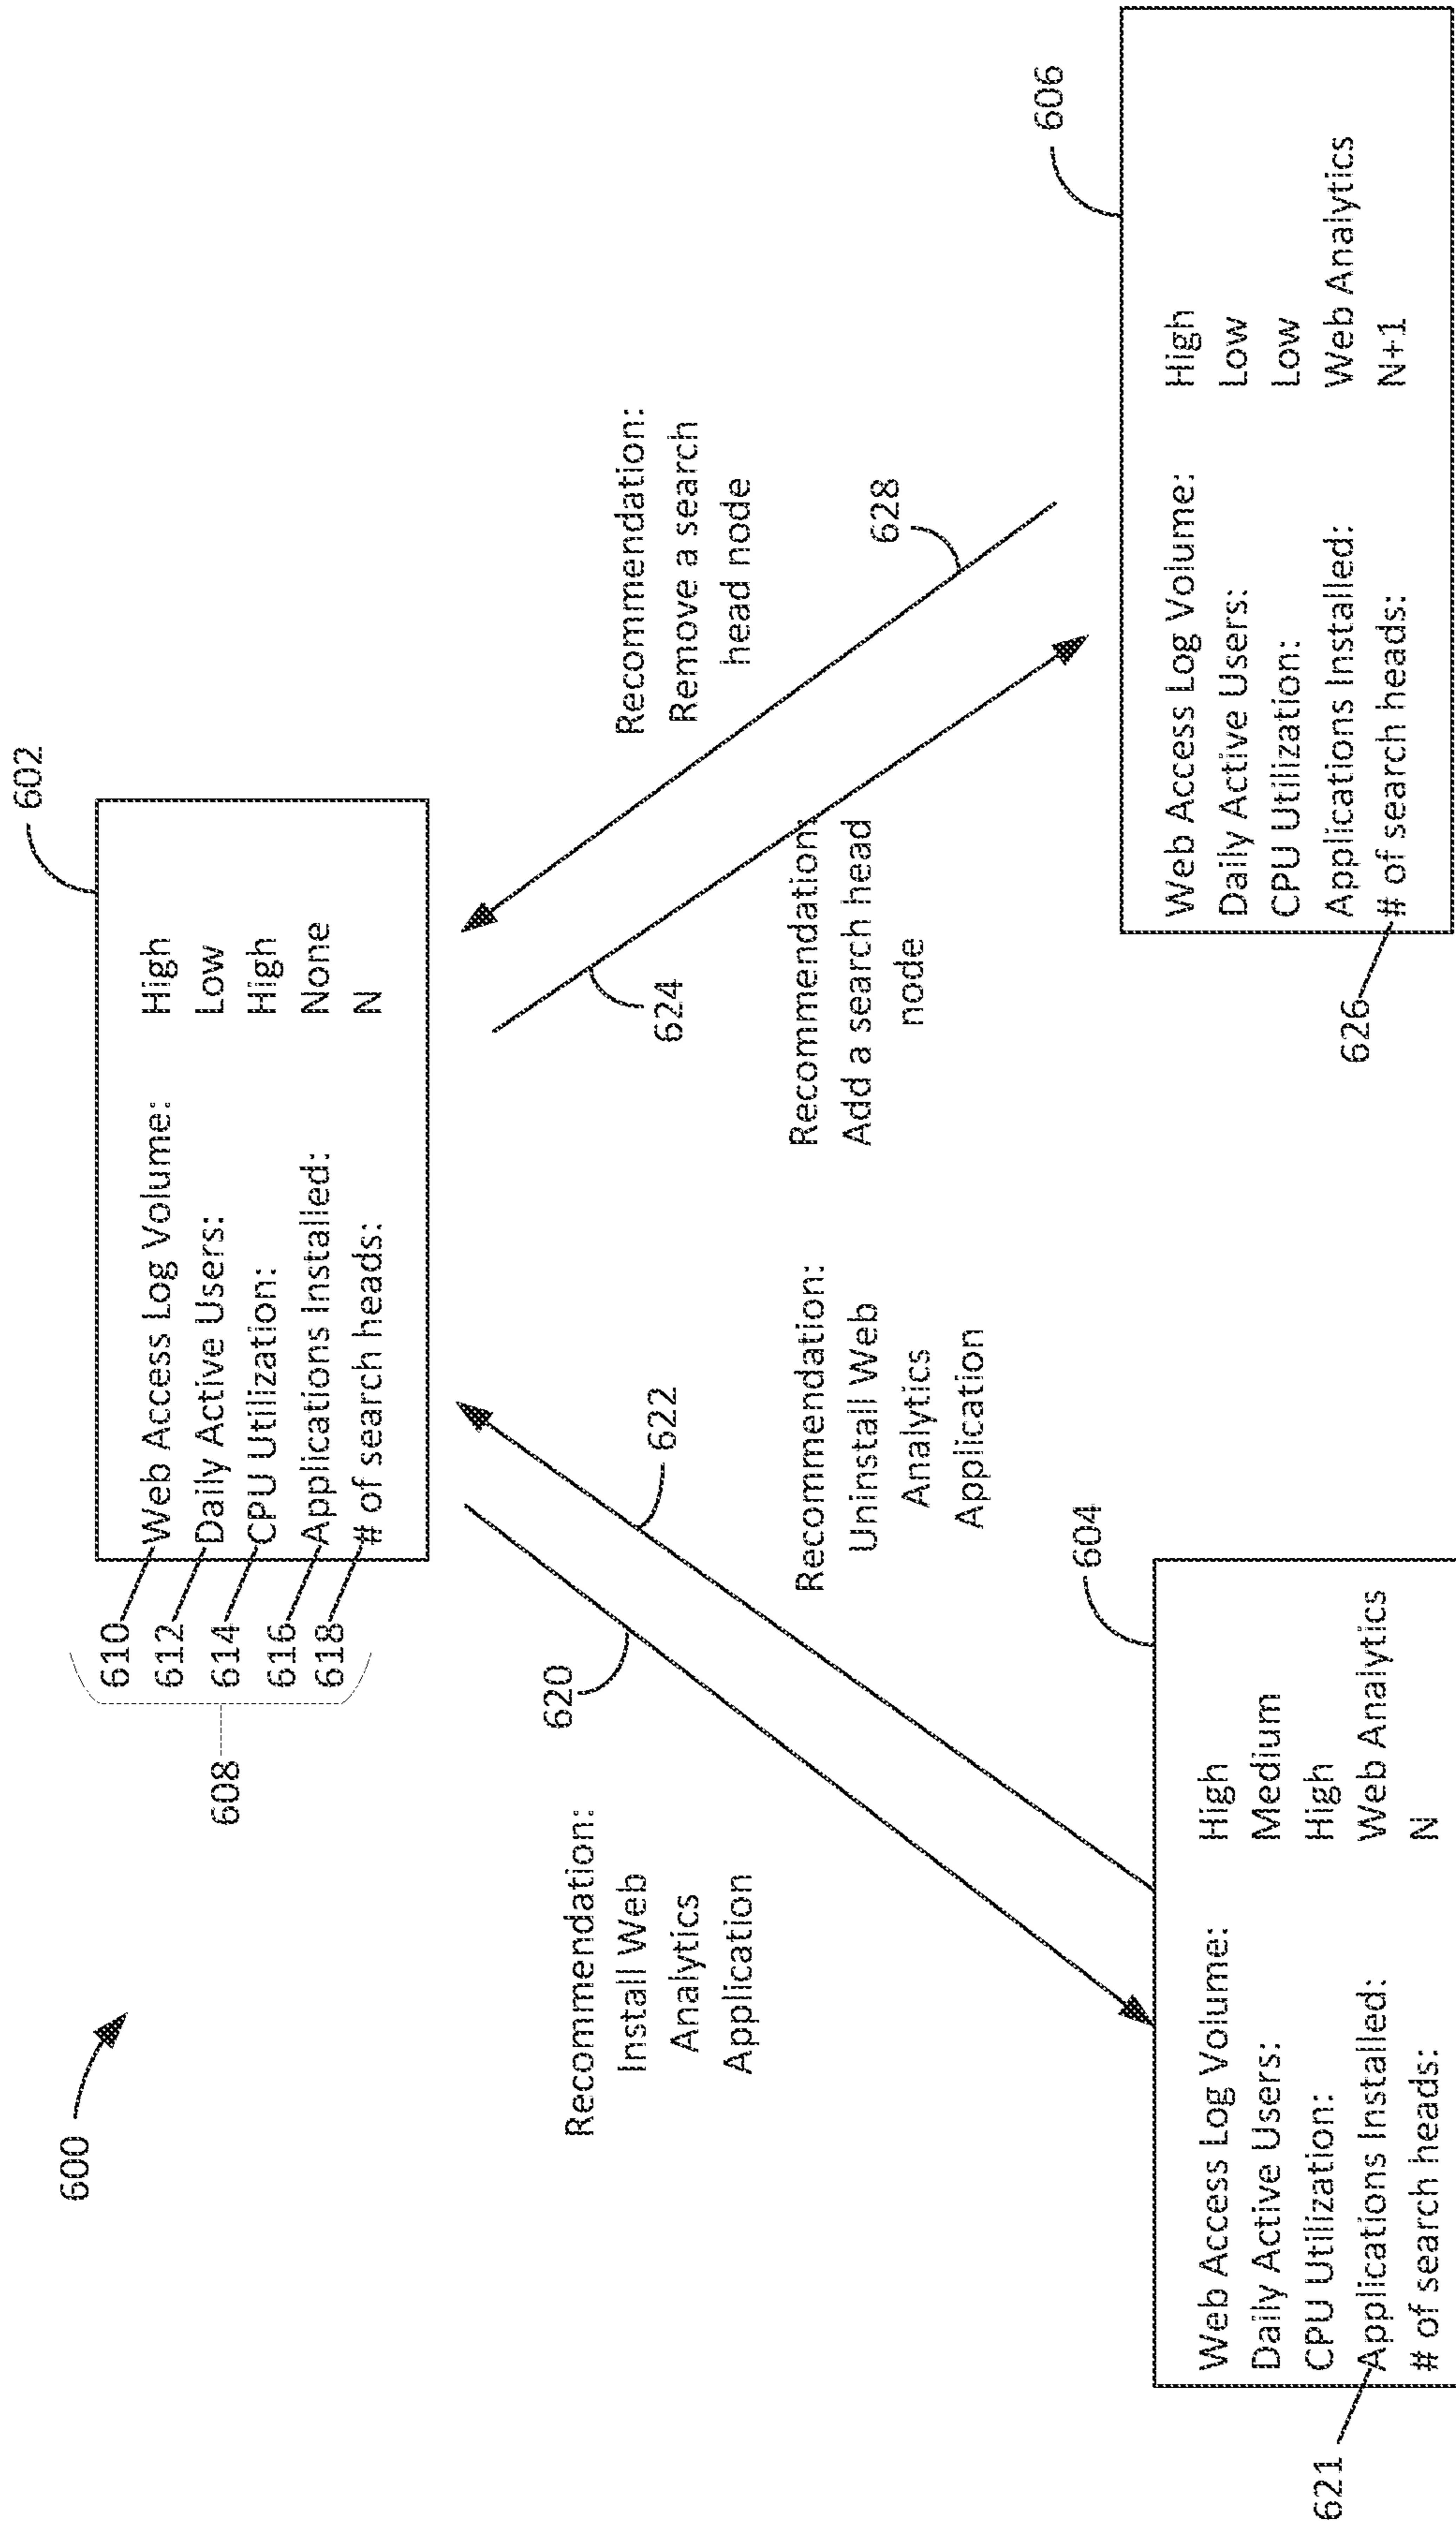 600
602
608
610
612
614
616
618
Web Access Log Volume: High
Daily Active Users: Low
CPU Utilization: High
Applications Installed: None
# of search heads: N
Recommendation:
Install Web
Analytics
Application
620
622
Recommendation:
Uninstall Web
Analytics
Application
624
Recommendation:
Add a search head
node
Recommendation:
Remove a search
head node
628
604
Web Access Log Volume: High
Daily Active Users: Medium
CPU Utilization: High
Applications Installed: Web Analytics
# of search heads: N
621
606
Web Access Log Volume: High
Daily Active Users: Low
CPU Utilization: Low
Applications Installed: Web Analytics
# of search heads: N+1
626